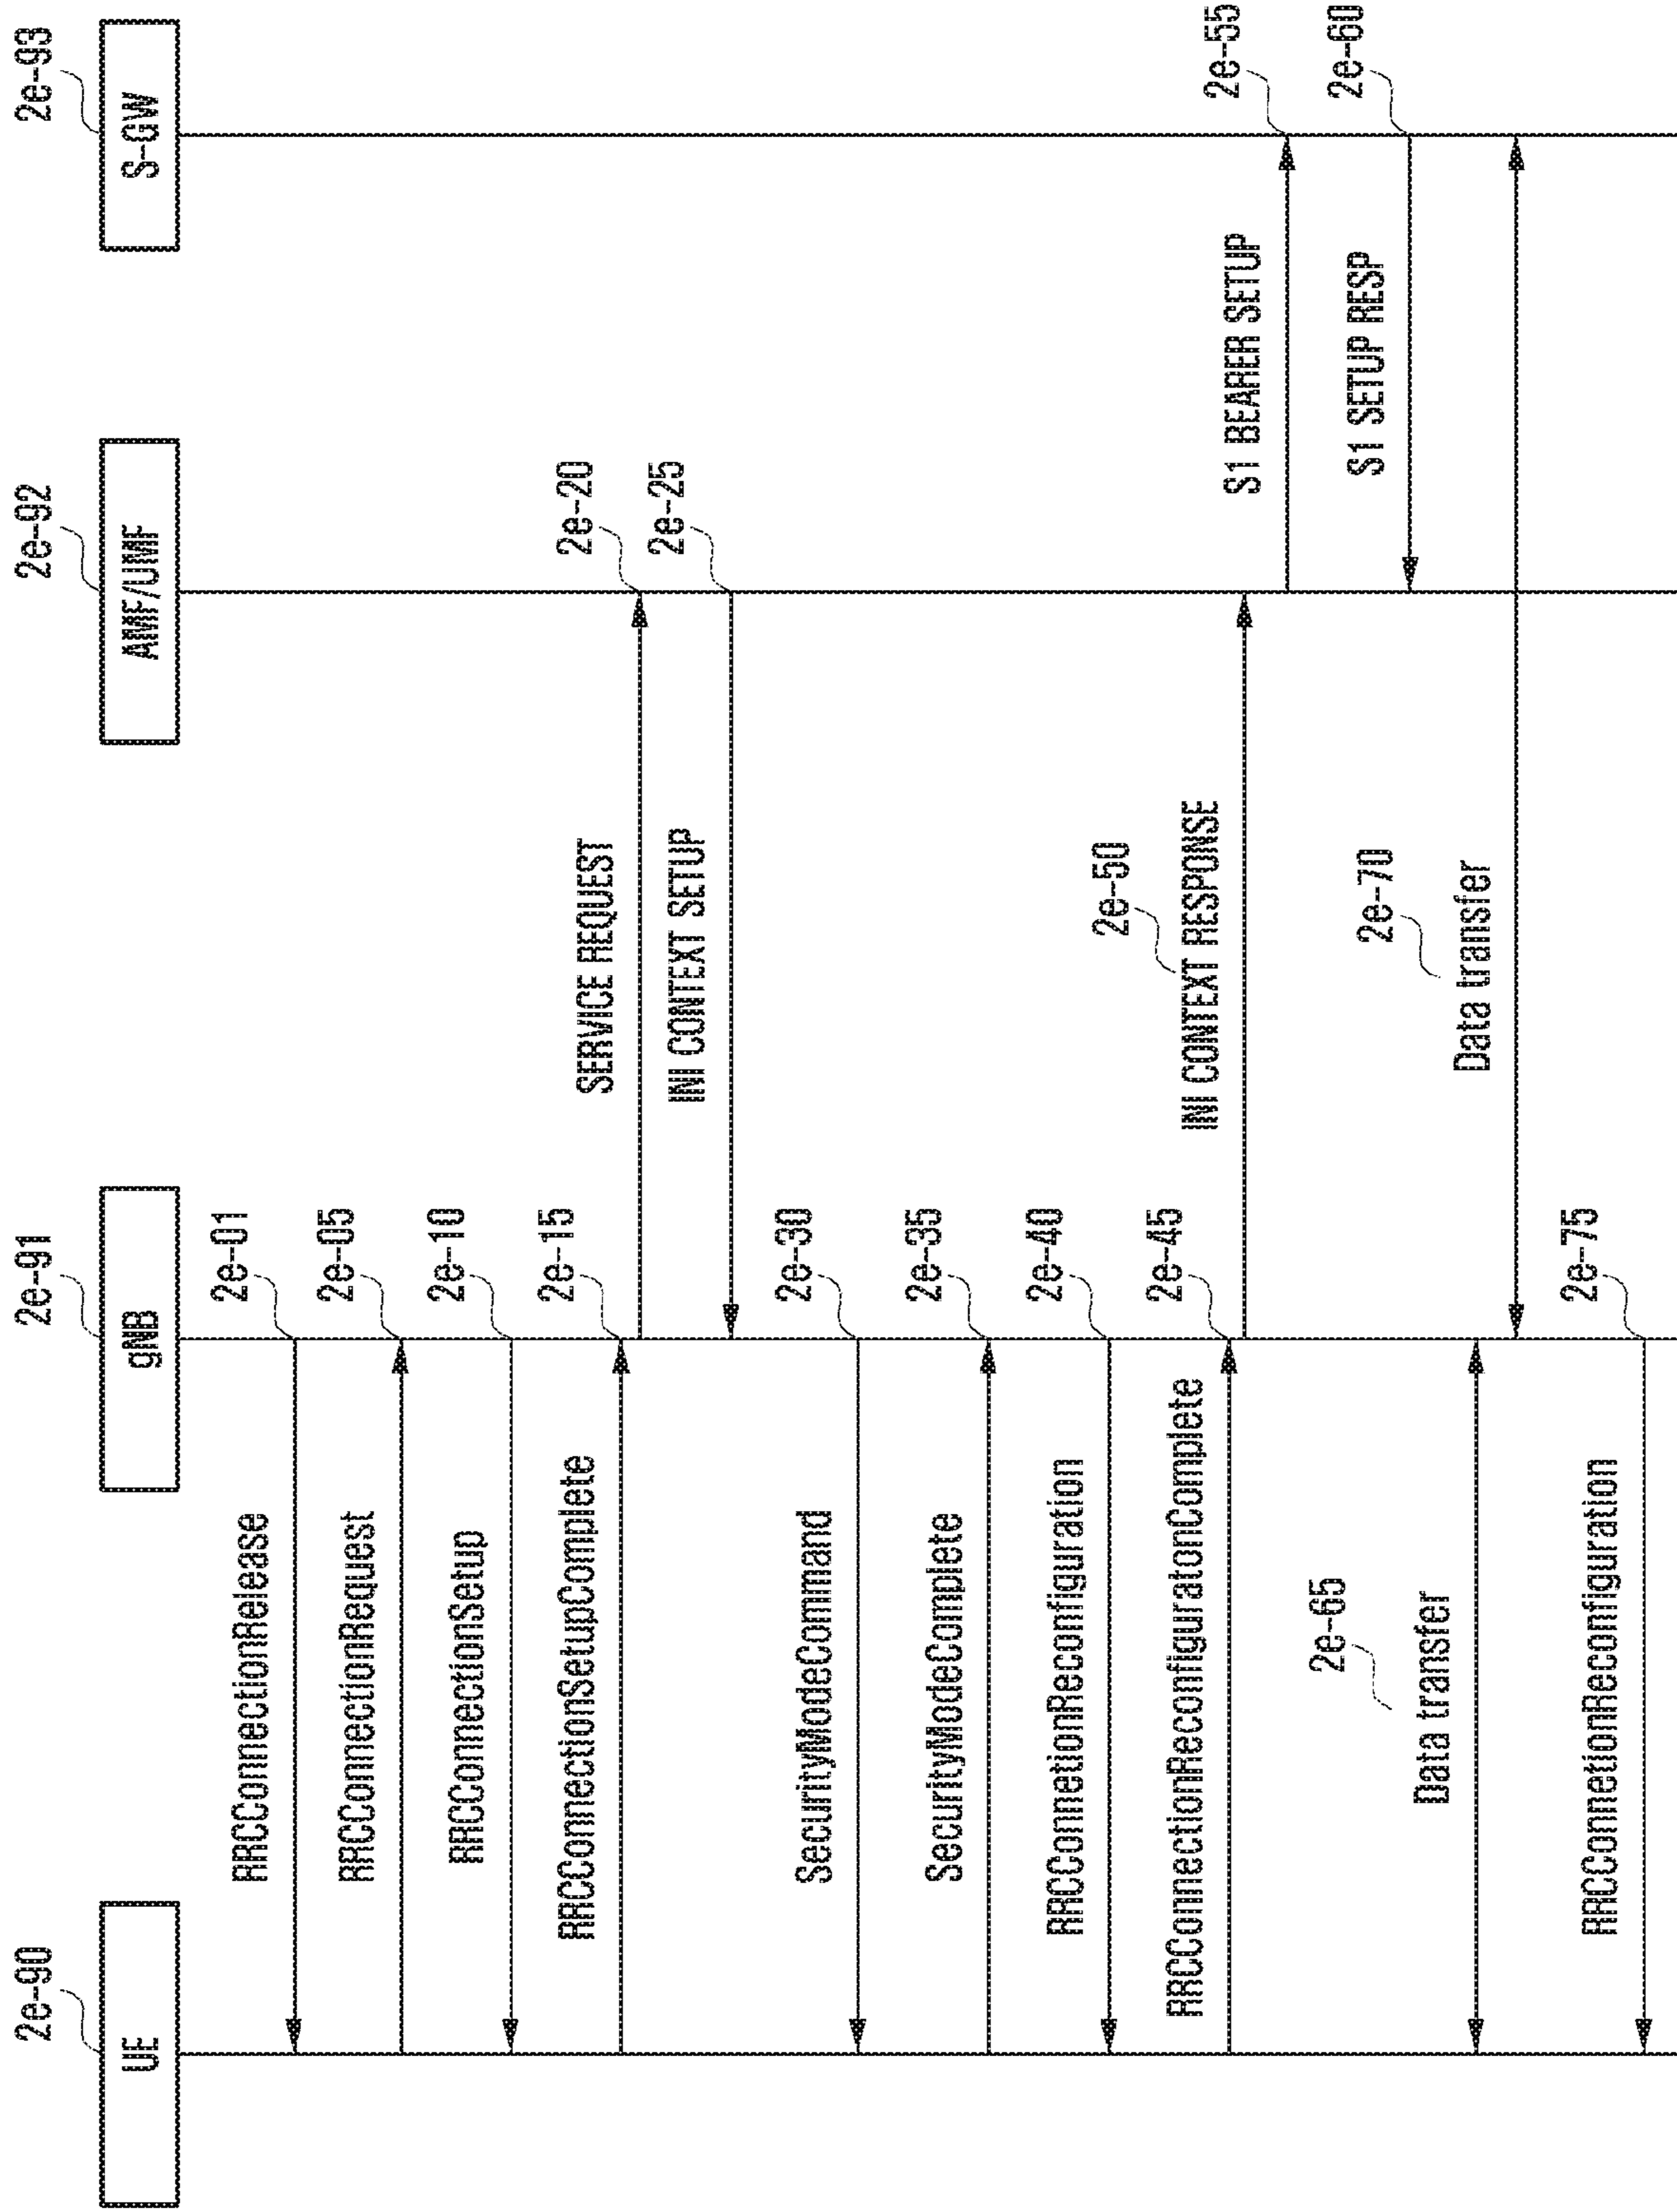 2e-90
2e-91
2e-92
2e-93
UE
gNB
AMF/UMF
S-GW
RRCConnectionRelease
2e-01
RRCConnectionRequest
2e-05
RRCConnectionSetup
2e-10
RRCConnectionSetupComplete
2e-15
SERVICE REQUEST
2e-20
INI CONTEXT SETUP
2e-25
SecurityModeCommand
2e-30
SecurityModeComplete
2e-35
RRCConnetionReconfiguration
2e-40
RRCConnectionReconfiguratonComplete
2e-45
2e-50
INI CONTEXT RESPONSE
S1 BEARER SETUP
2e-55
S1 SETUP RESP
2e-60
2e-65
Data transfer
2e-70
Data transfer
RRCConnetionReconfiguration
2e-75